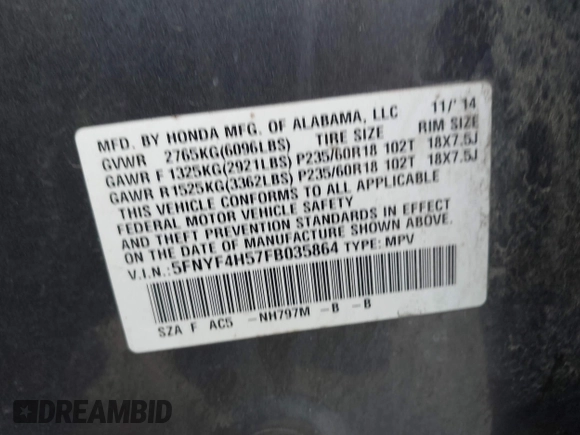 MFD. BY HONDA MFG. OF ALABAMA, LLC 11/'14
GVWR 2765KG(6096LBS) TIRE SIZE RIM SIZE
GAWR F 1325KG(2921LBS) P235/60R18 102T 18X7.5J
GAWR R1525KG(3362LBS) P235/60R18 102T 18X7.5J
THIS VEHICLE CONFORMS TO ALL APPLICABLE
FEDERAL MOTOR VEHICLE SAFETY
AND THEFT PREVENTION STANDARDS IN EFFECT
ON THE DATE OF MANUFACTURE SHOWN ABOVE.
V.I.N.:5FNYF4H57FB035864 TYPE: MPV
SZA F AC5 -NH797M -B -B
DREAMBID